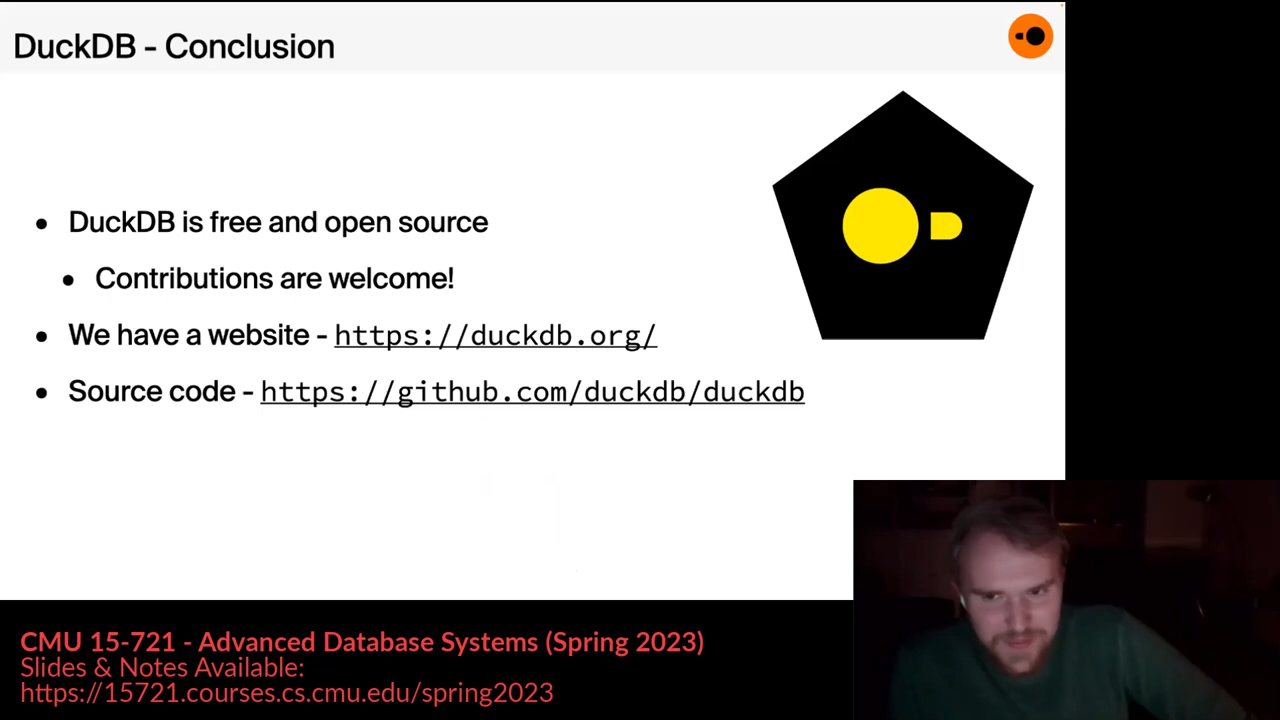 DuckDB - Conclusion
DuckDB is free and open source
Contributions are welcome!
We have a website - https://duckdb.org/
Source code - https://github.com/duckdb/duckdb
CMU 15-721 - Advanced Database Systems (Spring 2023)
Slides & Notes Available:
https://15721.courses.cs.cmu.edu/spring2023